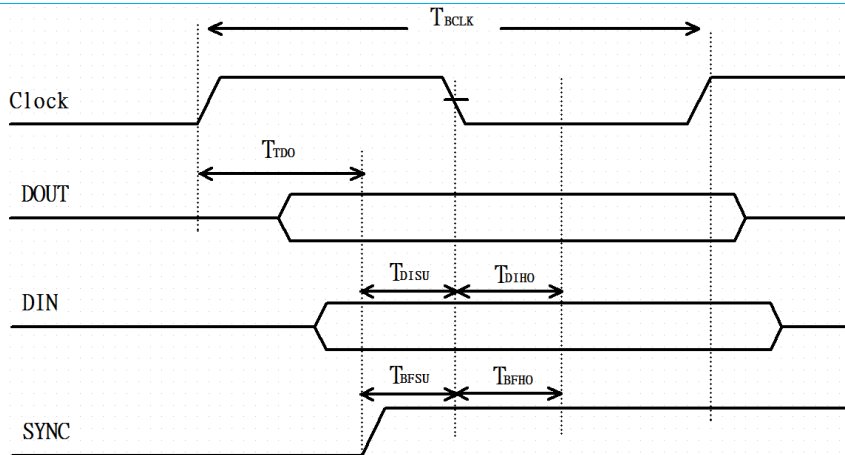 TBCLK
Clock
TTDO
DOUT
TDISU TDIHO
DIN
TBFSU TBFHO
SYNC